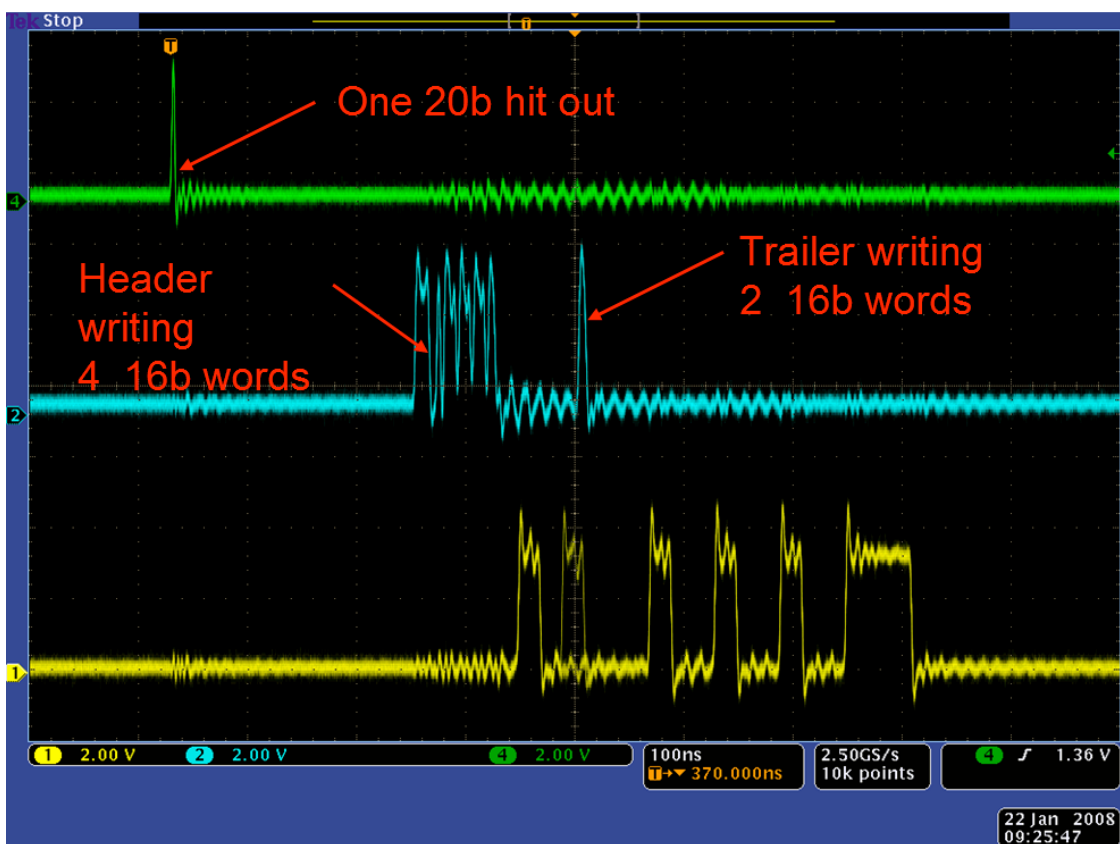 Tek Stop
T
T
One 20b hit out
4
Header
writing
4 16b words
Trailer writing
2 16b words
2
1
1 2.00 V 2 2.00 V 4 2.00 V
100ns
T→▼ 370.000ns
2.50GS/s
10k points
4 ʃ 1.36 V
22 Jan 2008
09:25:47